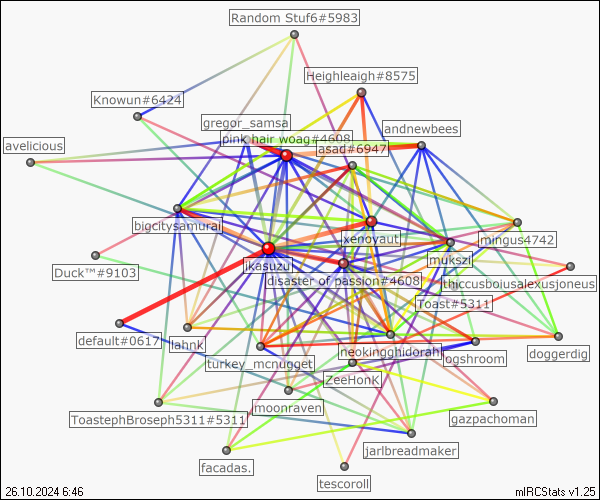 Random Stuf6#5983
Heighleaigh#8575
Knowun#6424
gregor_samsa
andnewbees
pink hair woag#4608
avelicious
asad#6947
bigcitysamurai
xenoyaut
mingus4742
mukszi
jikasuzu
Duck™#9103
disaster of passion#4608
thiccusboiusalexusjoneus
Toast#5311
default#0617
lahnk
neokingghidorah
ogshroom
doggerdig
turkey_mcnugget
ZeeHonK
moonraven
ToastephBroseph5311#5311
gazpachoman
jarlbreadmaker
facadas.
tescoroll
26.10.2024 6:46
mIRCStats v1.25